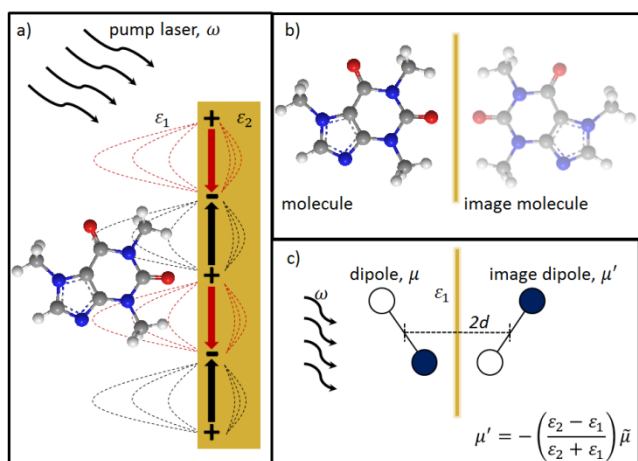 a)
pump laser, ω
ε₁
ε₂
+
-
+
-
+
b)
molecule
image molecule
c)
dipole, μ
image dipole, μ′
ω
ε₁
2d
μ′ = −((ε₂ − ε₁)/(ε₂ + ε₁)) μ̃